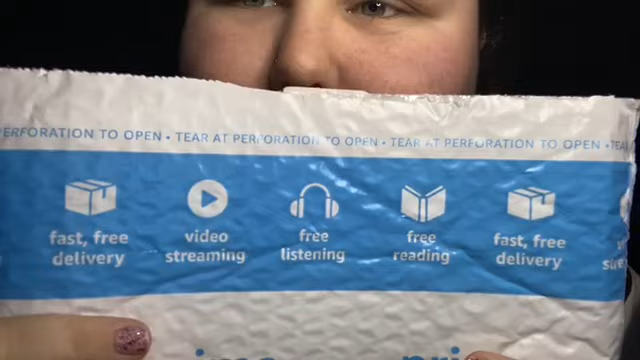 PERFORATION TO OPEN • TEAR AT PERFORATION TO OPEN • TEAR AT PERFORATION TO OPEN • TEA
fast, free video free free fast, free
delivery streaming listening reading delivery